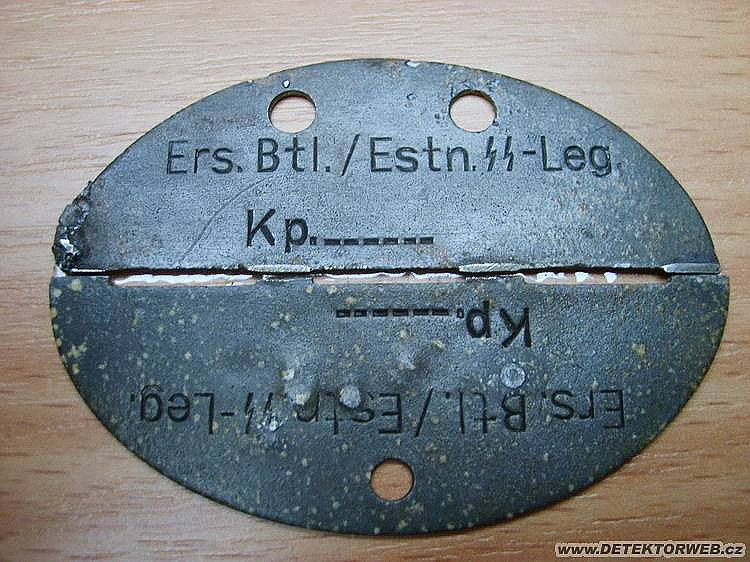 Ers. Btl./Estn.ᛋᛋ-Leg.
Kp.------
Kp.------
Ers. Btl./Estn.ᛋᛋ-Leg.
www.DETEKTORWEB.cz